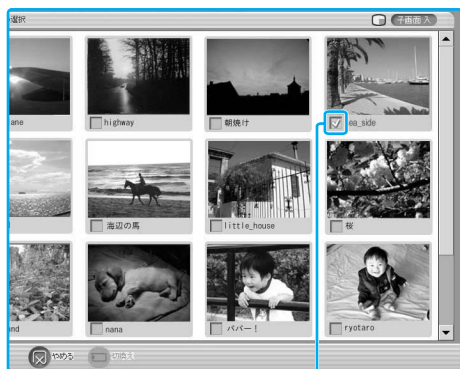 選択 子画面 入
ane highway 朝焼け ea_side
海辺の馬 little_house 桜
nd nana パパー! ryotaro
やめる 切換え